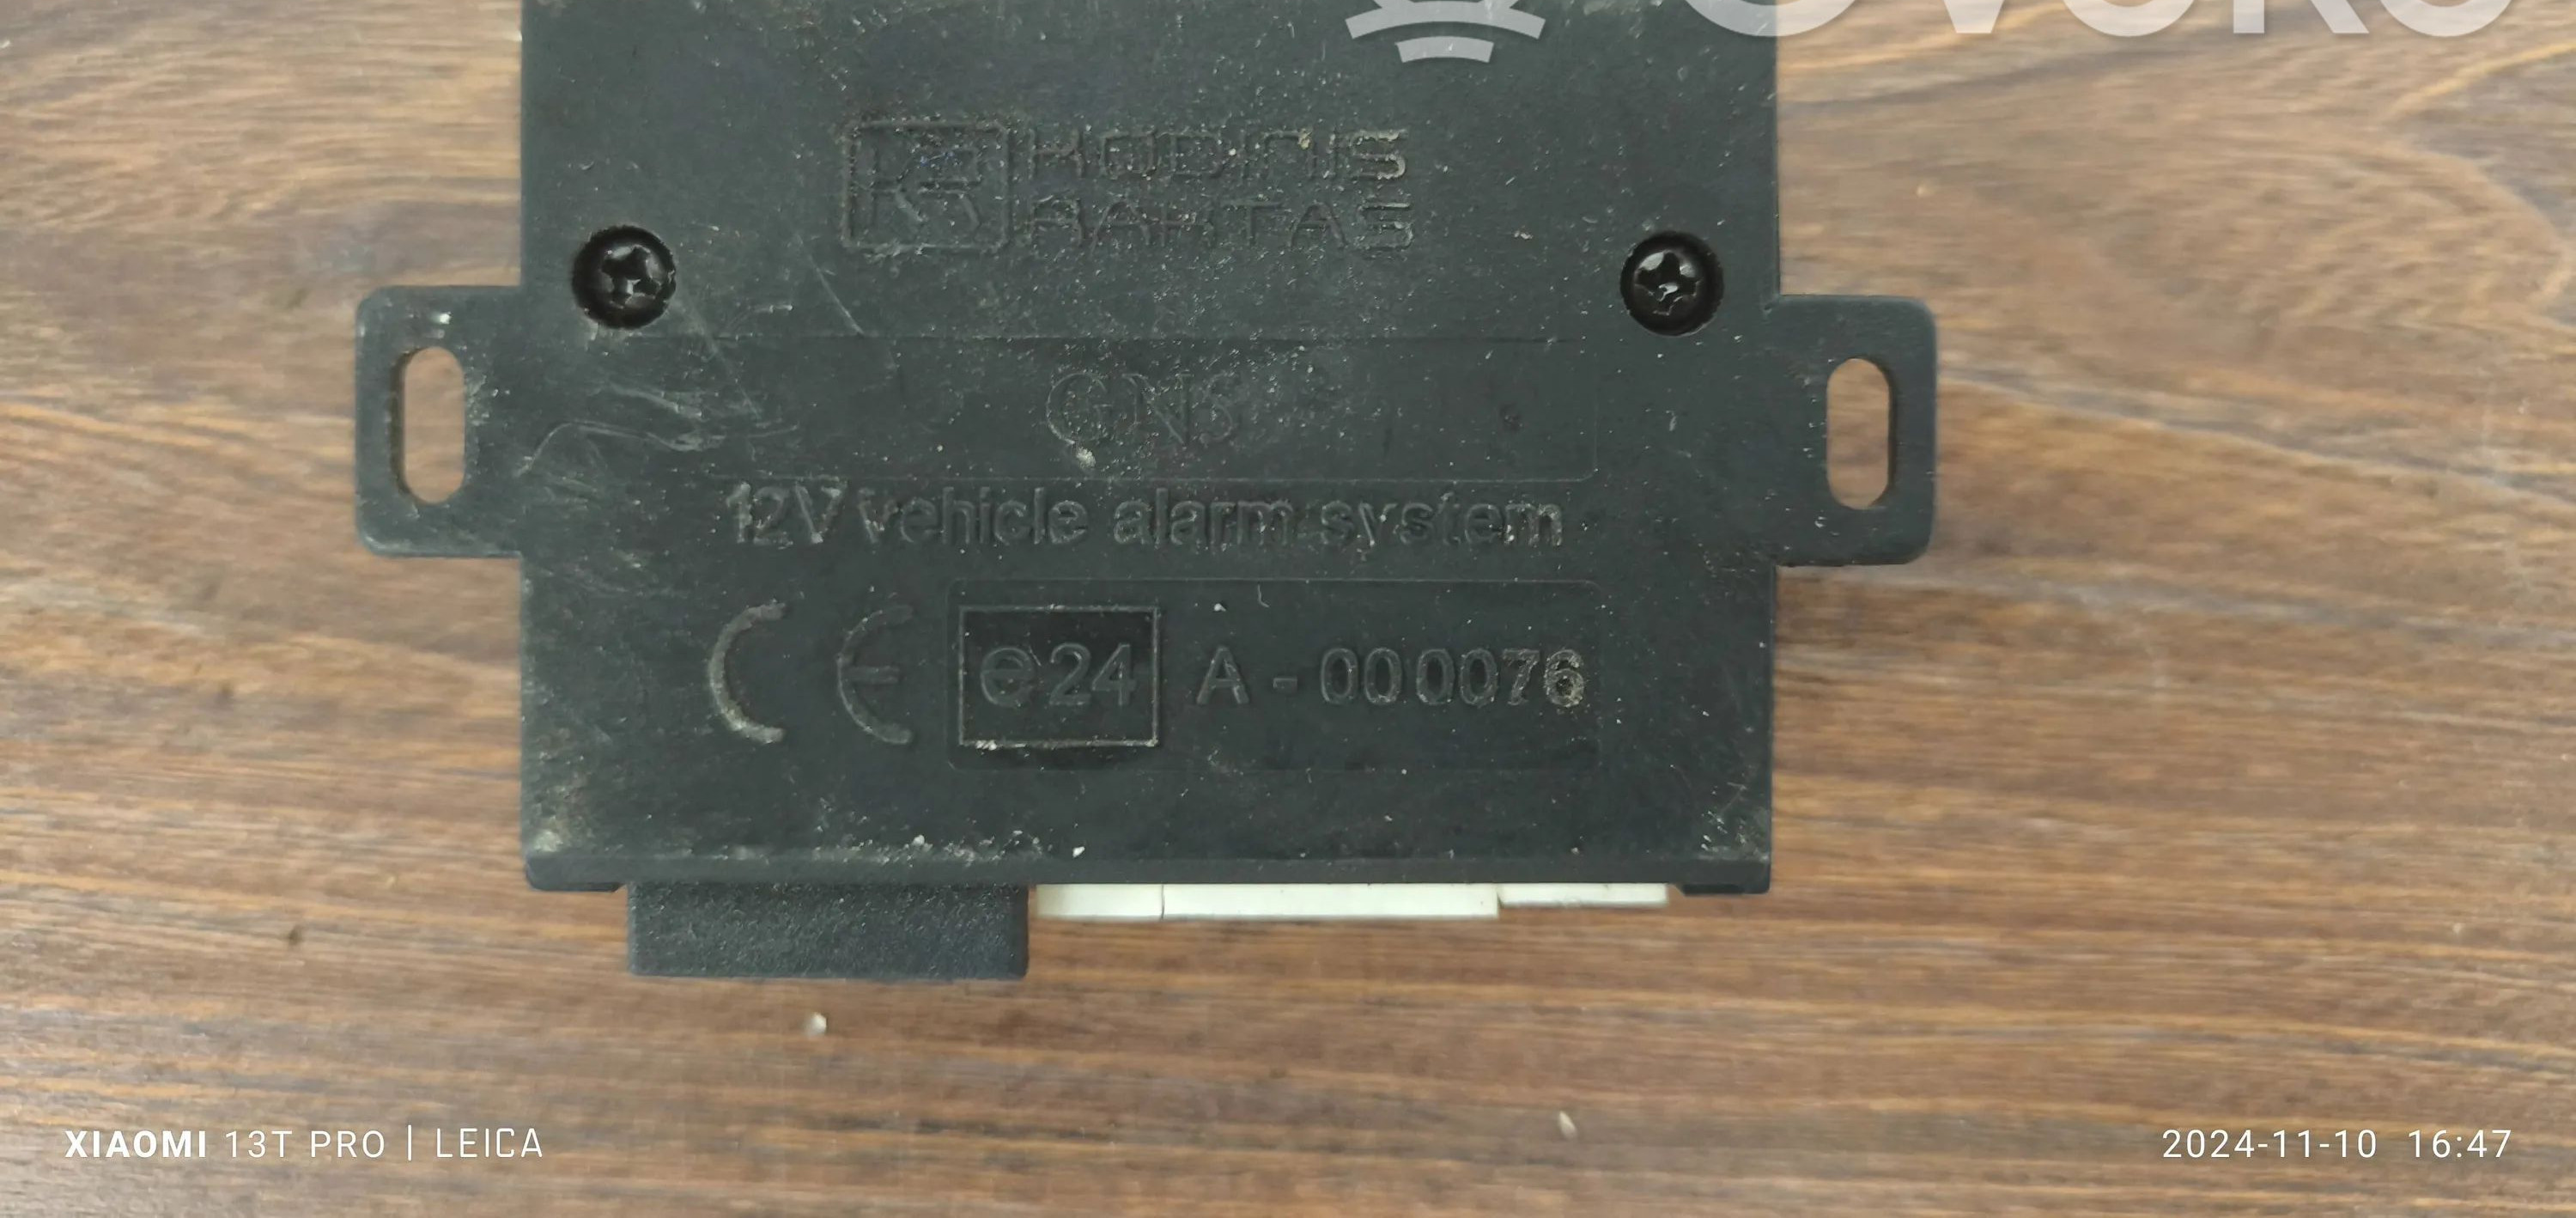 KODINIS
RAKTAS
GNS
12V vehicle alarm system
CE e24 A - 000076
XIAOMI 13T PRO | LEICA
2024-11-10 16:47